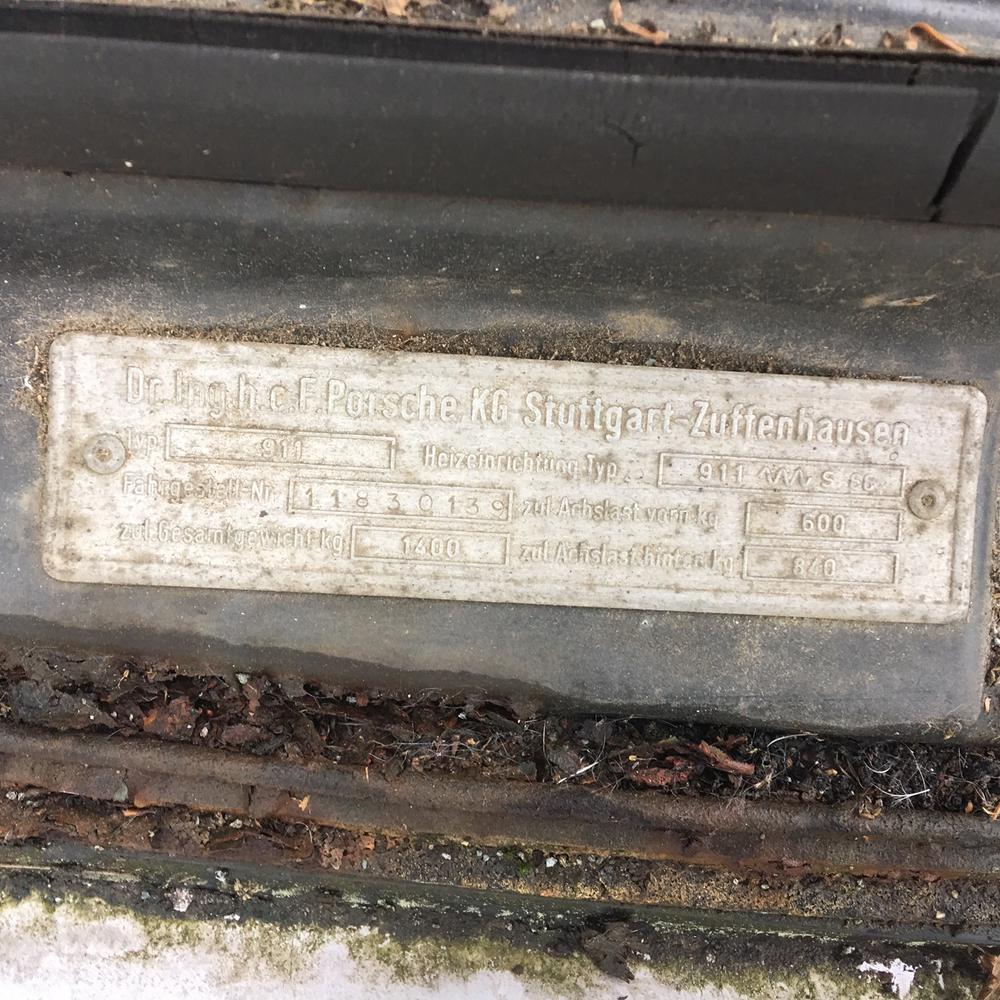 Dr. Ing. h. c. F. Porsche KG Stuttgart-Zuffenhausen
Typ 911 Heizeinrichtung Typ 911 S
Fahrgestell-Nr. 11830139 zul Achslast vorn kg 600
zul Gesamtgewicht kg 1400 zul Achslast hinten kg 840